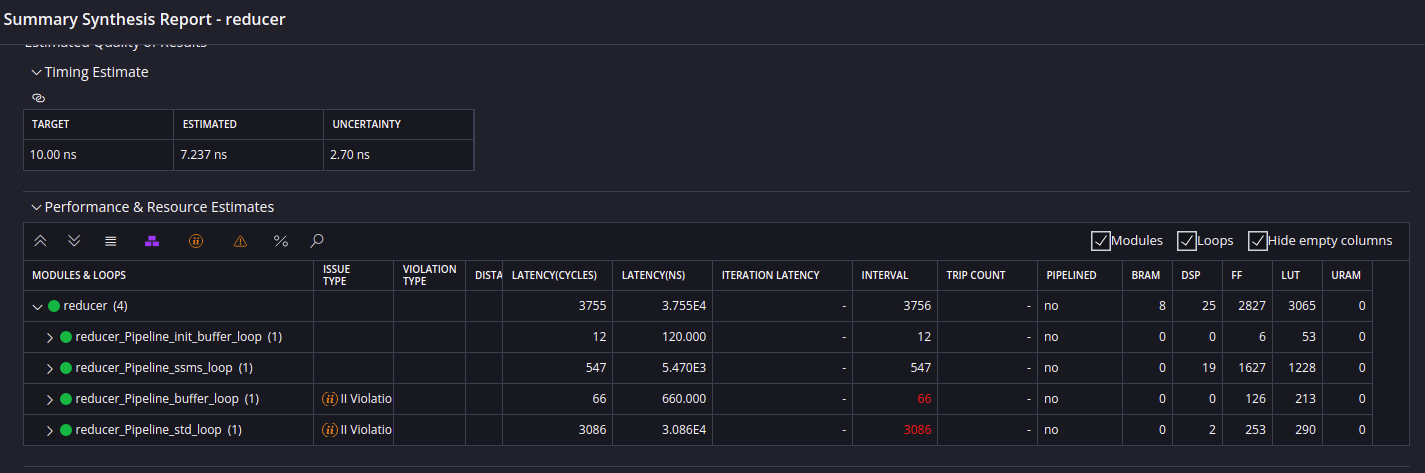 Summary Synthesis Report - reducer
Estimated Quality of Results
Timing Estimate
TARGET ESTIMATED UNCERTAINTY
10.00 ns 7.237 ns 2.70 ns
Performance & Resource Estimates
% Modules Loops Hide empty columns
MODULES & LOOPS ISSUE TYPE VIOLATION TYPE DISTA LATENCY(CYCLES) LATENCY(NS) ITERATION LATENCY INTERVAL TRIP COUNT PIPELINED BRAM DSP FF LUT URAM
reducer (4) 3755 3.755E4 - 3756 - no 8 25 2827 3065 0
reducer_Pipeline_init_buffer_loop (1) 12 120.000 - 12 - no 0 0 6 53 0
reducer_Pipeline_ssms_loop (1) 547 5.470E3 - 547 - no 0 19 1627 1228 0
reducer_Pipeline_buffer_loop (1) II Violatio 66 660.000 - 66 - no 0 0 126 213 0
reducer_Pipeline_std_loop (1) II Violatio 3086 3.086E4 - 3086 - no 0 2 253 290 0